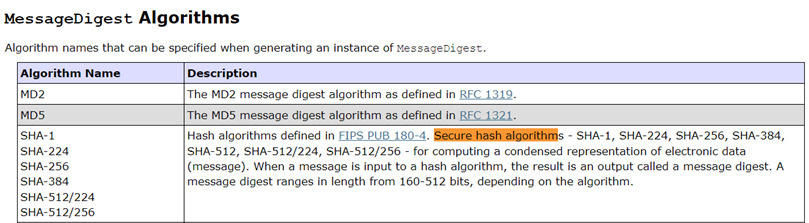 MessageDigest Algorithms
Algorithm names that can be specified when generating an instance of MessageDigest.
Algorithm Name Description
MD2 The MD2 message digest algorithm as defined in RFC 1319.
MD5 The MD5 message digest algorithm as defined in RFC 1321.
SHA-1 Hash algorithms defined in FIPS PUB 180-4. Secure hash algorithms - SHA-1, SHA-224, SHA-256, SHA-384,
SHA-224 SHA-512, SHA-512/224, SHA-512/256 - for computing a condensed representation of electronic data
SHA-256 (message). When a message is input to a hash algorithm, the result is an output called a message digest. A
SHA-384 message digest ranges in length from 160-512 bits, depending on the algorithm.
SHA-512/224
SHA-512/256